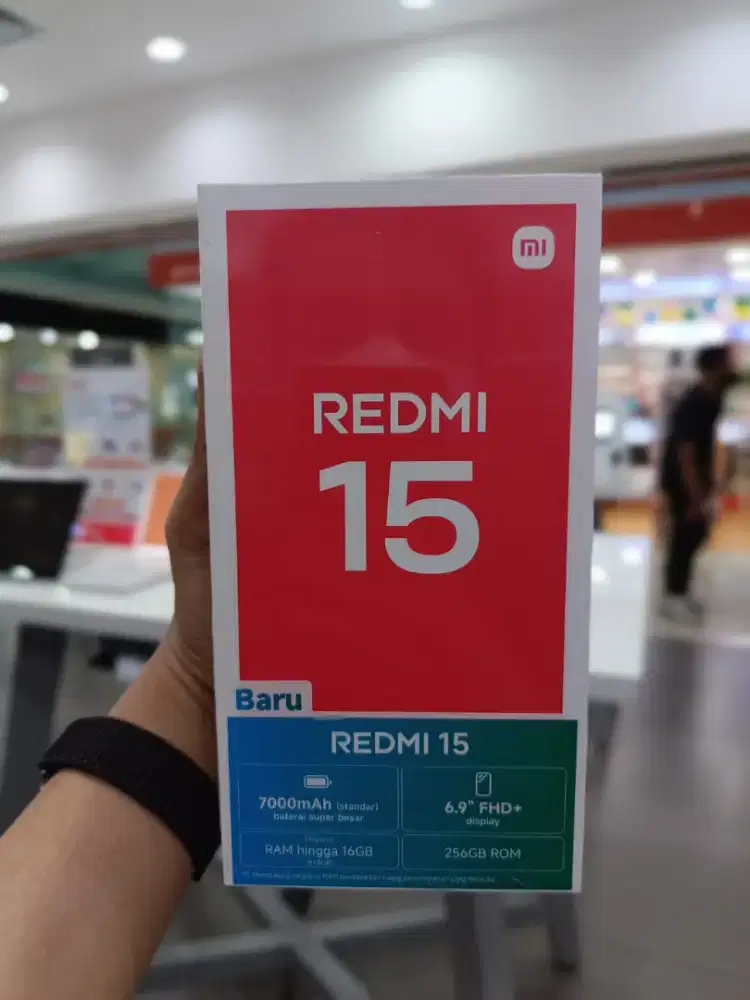 mi
REDMI
15
Baru
REDMI 15
7000mAh (standar)
baterai super besar
6.9" FHD+
display
RAM hingga 16GB
256GB ROM